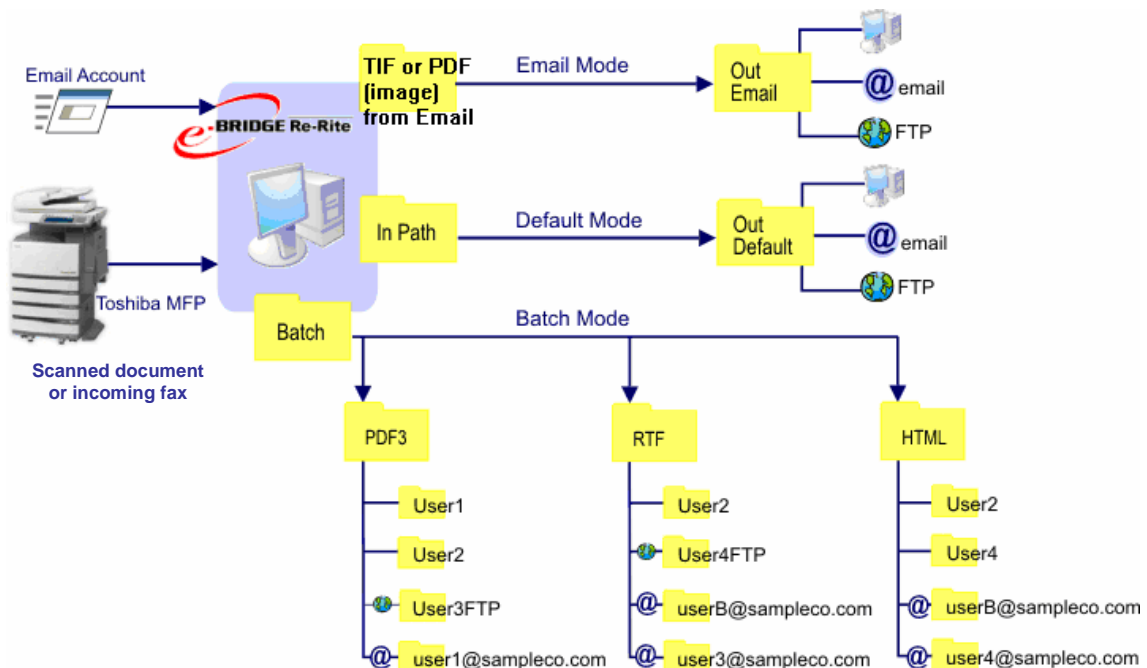 Email Account
e-BRIDGE Re-Rite
TIF or PDF
(image)
from Email
Email Mode
Out
Email
@ email
FTP
Toshiba MFP
Scanned document
or incoming fax
In Path
Default Mode
Out
Default
@ email
FTP
Batch
Batch Mode
PDF3
User1
User2
User3FTP
@ user1@sampleco.com
RTF
User2
User4FTP
@ userB@sampleco.com
@ user3@sampleco.com
HTML
User2
User4
@ userB@sampleco.com
@ user4@sampleco.com